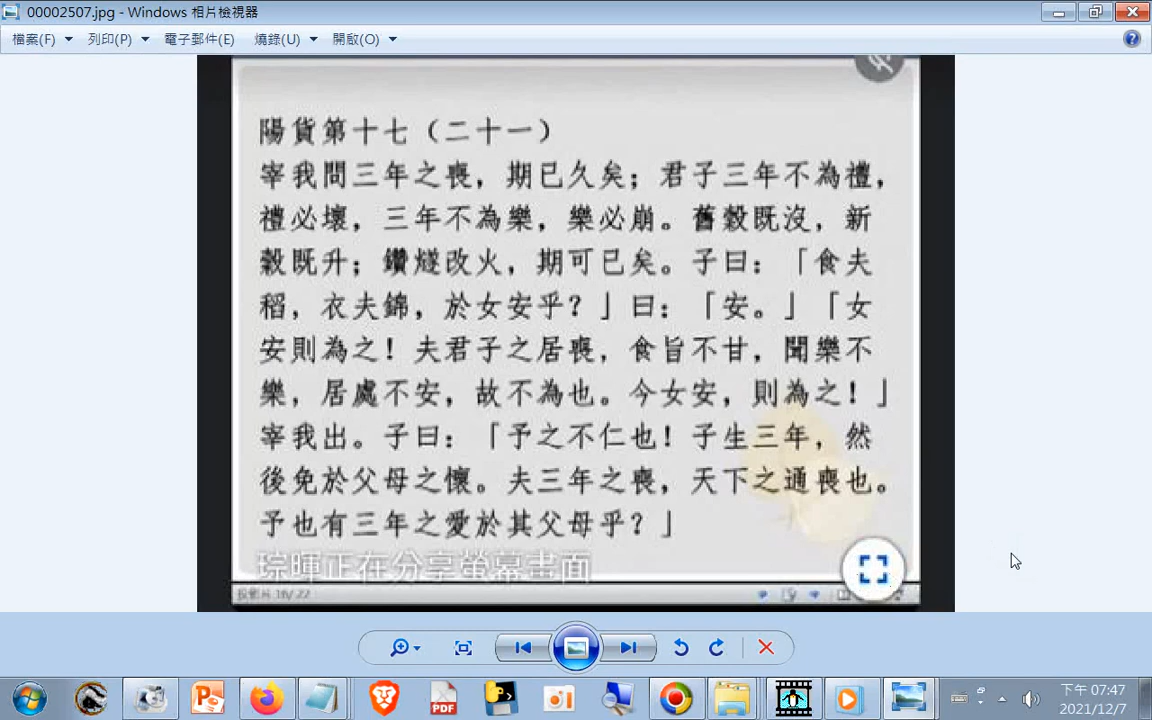 00002507.jpg - Windows 相片檢視器
檔案(F) 列印(P) 電子郵件(E) 燒錄(U) 開啟(O)
陽貨第十七（二十一）
宰我問三年之喪，期已久矣；君子三年不為禮，
禮必壞，三年不為樂，樂必崩。舊穀既沒，新
穀既升；鑽燧改火，期可已矣。子曰：「食夫
稻，衣夫錦，於女安乎？」曰：「安。」「女
安則為之！夫君子之居喪，食旨不甘，聞樂不
樂，居處不安，故不為也。今女安，則為之！」
宰我出。子曰：「予之不仁也！子生三年，然
後免於父母之懷。夫三年之喪，天下之通喪也。
予也有三年之愛於其父母乎？」
琮暉正在分享螢幕畫面
投影片 16/22
PDF
下午 07:47
2021/12/7